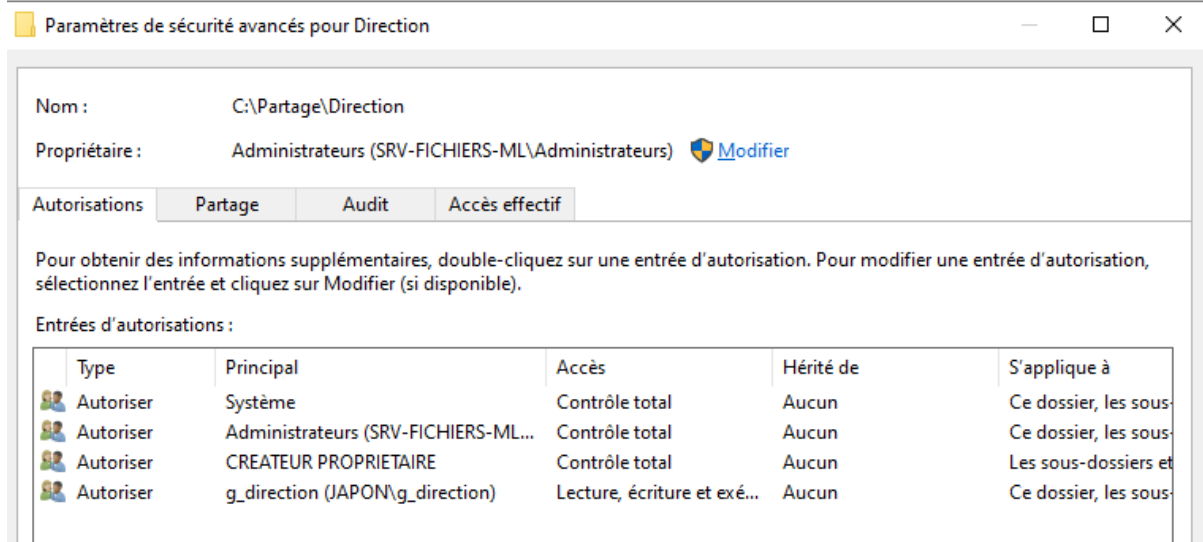 Paramètres de sécurité avancés pour Direction
Nom : C:\Partage\Direction
Propriétaire : Administrateurs (SRV-FICHIERS-ML\Administrateurs) Modifier
Autorisations Partage Audit Accès effectif
Pour obtenir des informations supplémentaires, double-cliquez sur une entrée d'autorisation. Pour modifier une entrée d'autorisation,
sélectionnez l'entrée et cliquez sur Modifier (si disponible).
Entrées d'autorisations :
Type Principal Accès Hérité de S'applique à
Autoriser Système Contrôle total Aucun Ce dossier, les sous-
Autoriser Administrateurs (SRV-FICHIERS-ML... Contrôle total Aucun Ce dossier, les sous-
Autoriser CREATEUR PROPRIETAIRE Contrôle total Aucun Les sous-dossiers et
Autoriser g_direction (JAPON\g_direction) Lecture, écriture et exé... Aucun Ce dossier, les sous-